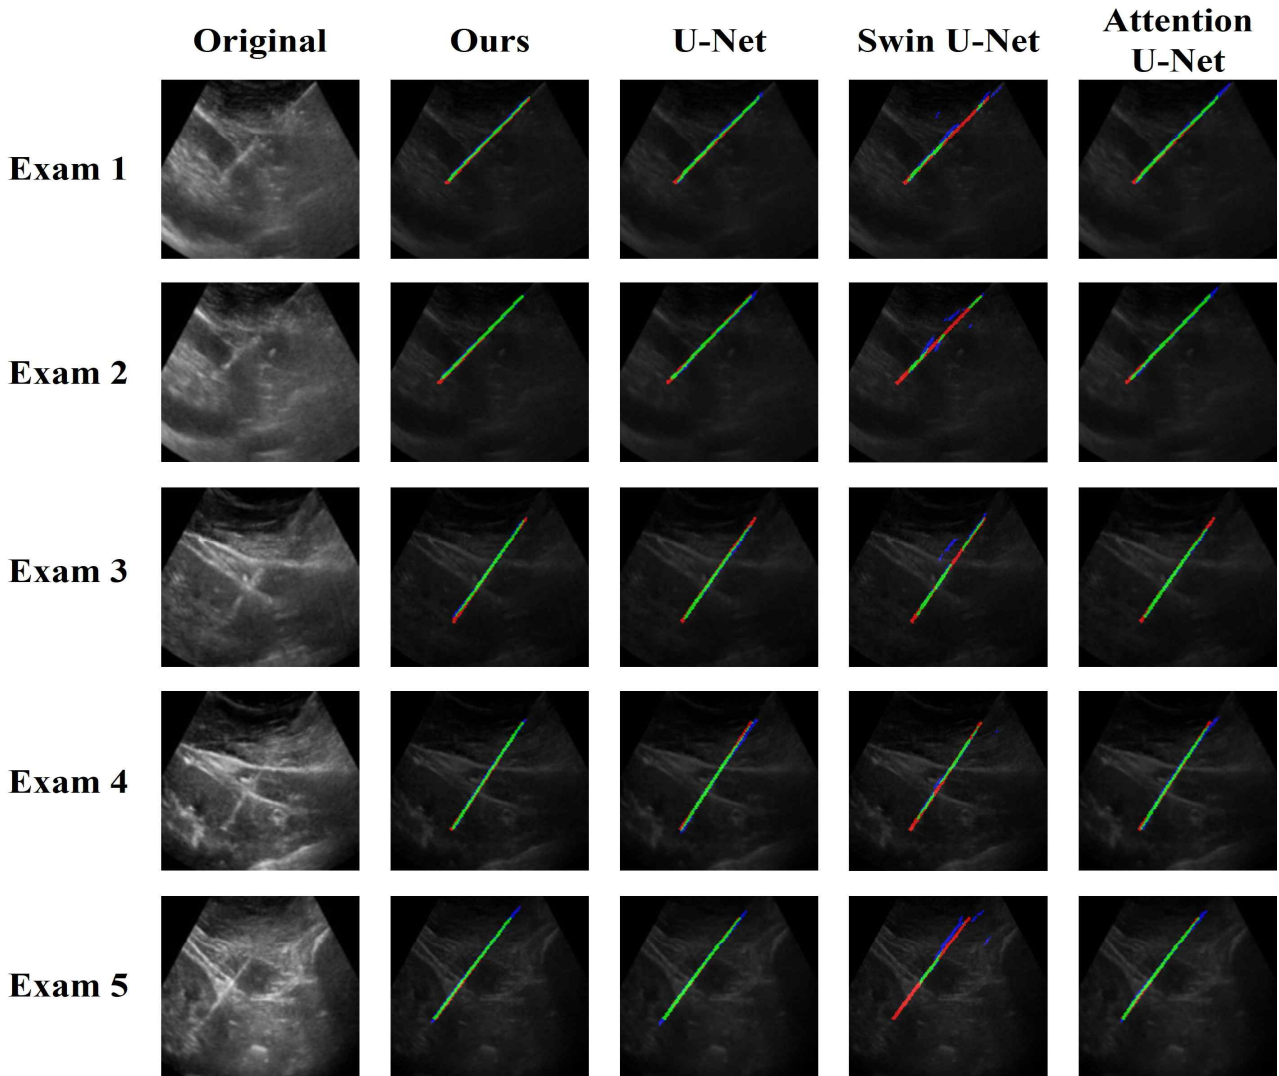 Original Ours U-Net Swin U-Net Attention
U-Net
Exam 1
Exam 2
Exam 3
Exam 4
Exam 5